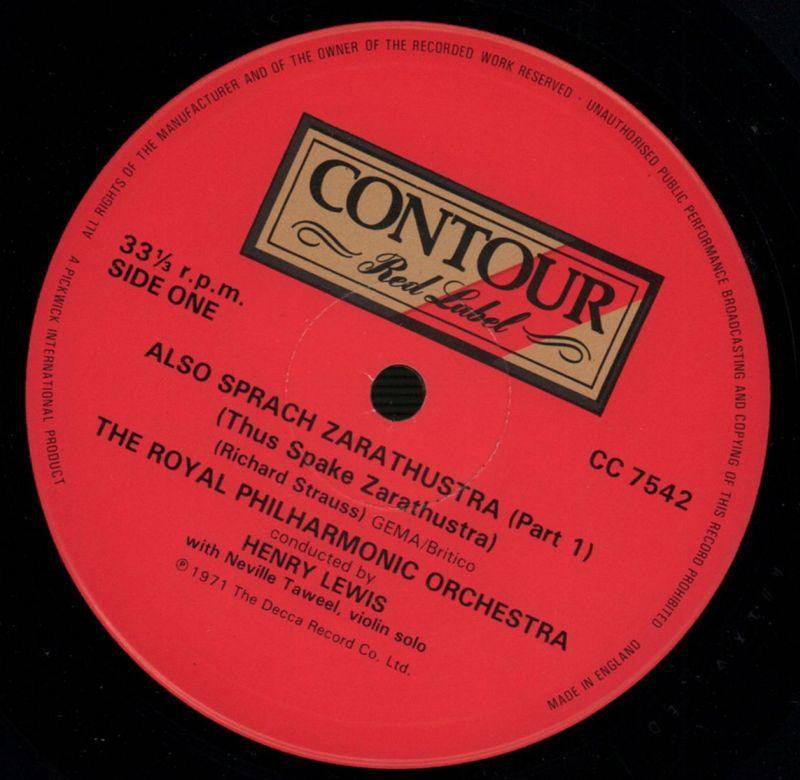 ALL RIGHTS OF THE MANUFACTURER AND OF THE OWNER OF THE RECORDED WORK RESERVED · UNAUTHORISED PUBLIC PERFORMANCE BROADCASTING AND COPYING OF THIS RECORD PROHIBITED
CONTOUR
Red Label
33⅓ r.p.m.
SIDE ONE
CC 7542
ALSO SPRACH ZARATHUSTRA (Part 1)
(Thus Spake Zarathustra)
(Richard Strauss) GEMA/Britico
THE ROYAL PHILHARMONIC ORCHESTRA
conducted by
HENRY LEWIS
with Neville Taweel, violin solo
℗ 1971 The Decca Record Co. Ltd.
A PICKWICK INTERNATIONAL PRODUCT
MADE IN ENGLAND